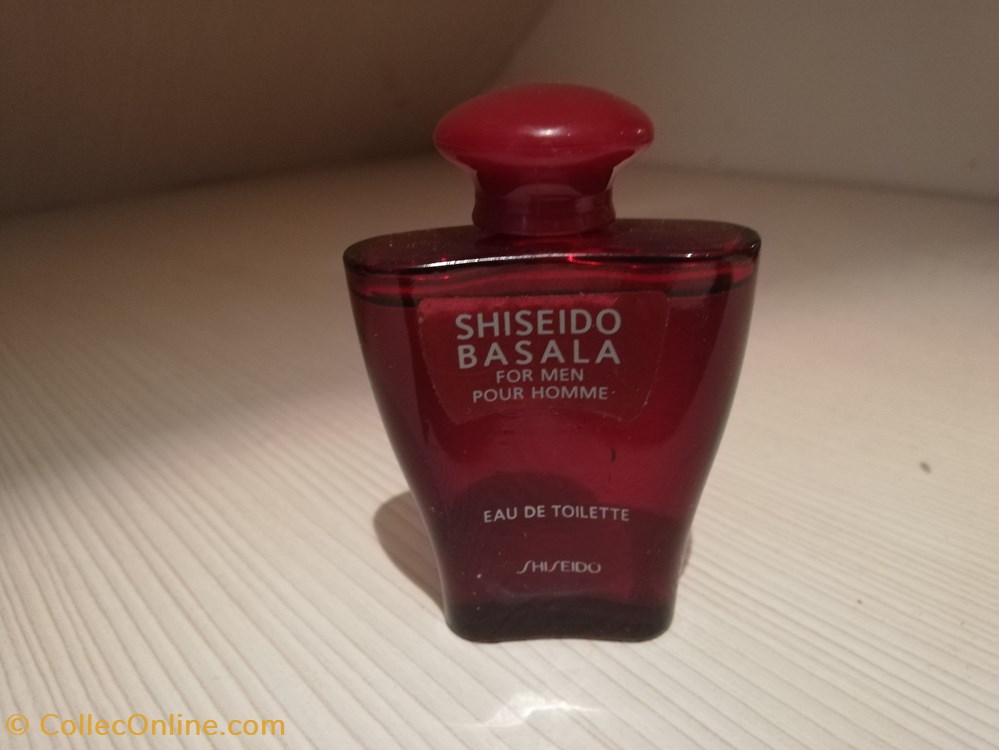 SHISEIDO
BASALA
FOR MEN
POUR HOMME
EAU DE TOILETTE
SHISEIDO
© CollecOnline.com